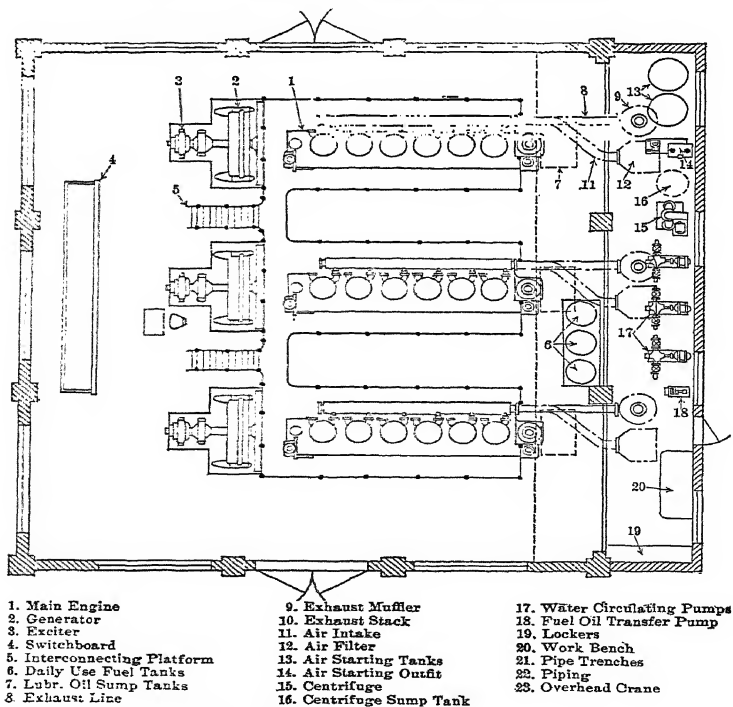 3
2
1
8
9
13
4
5
7
11
12
14
16
15
6
17
18
20
19
1. Main Engine
2. Generator
3. Exciter
4. Switchboard
5. Interconnecting Platform
6. Daily Use Fuel Tanks
7. Lubr. Oil Sump Tanks
8. Exhaust Line
9. Exhaust Muffler
10. Exhaust Stack
11. Air Intake
12. Air Filter
13. Air Starting Tanks
14. Air Starting Outfit
15. Centrifuge
16. Centrifuge Sump Tank
17. Water Circulating Pumps
18. Fuel Oil Transfer Pump
19. Lockers
20. Work Bench
21. Pipe Trenches
22. Piping
23. Overhead Crane